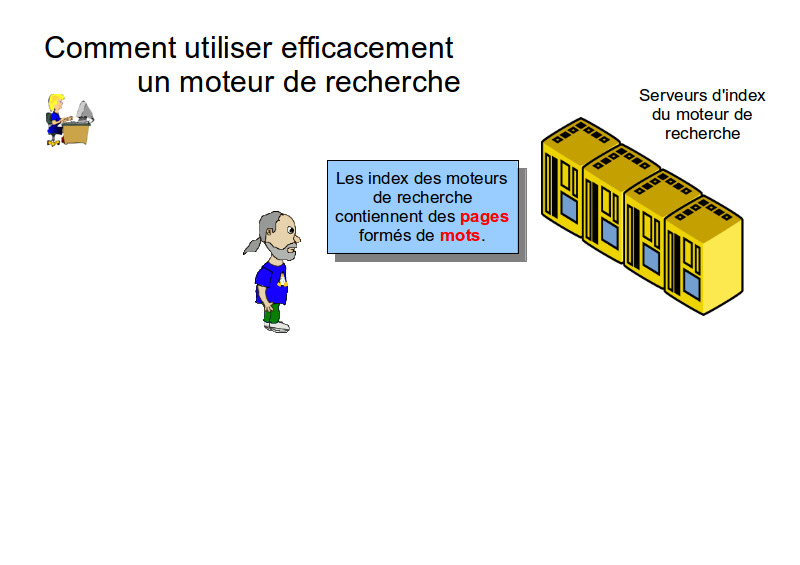 Comment utiliser efficacement
un moteur de recherche
Serveurs d'index
du moteur de
recherche
Les index des moteurs
de recherche
contiennent des pages
formés de mots.